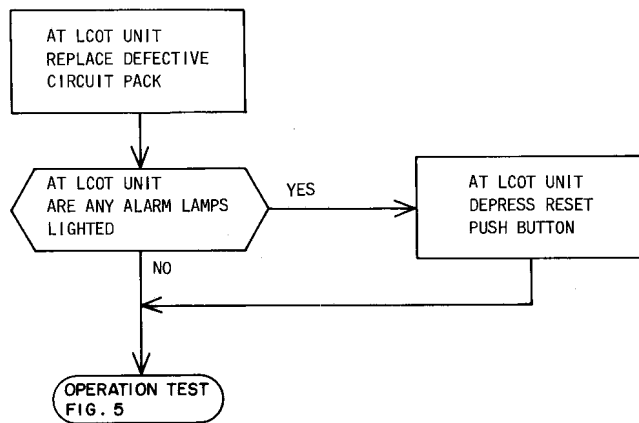 AT LCOT UNIT
REPLACE DEFECTIVE
CIRCUIT PACK
AT LCOT UNIT
ARE ANY ALARM LAMPS
LIGHTED
YES
AT LCOT UNIT
DEPRESS RESET
PUSH BUTTON
NO
OPERATION TEST
FIG. 5